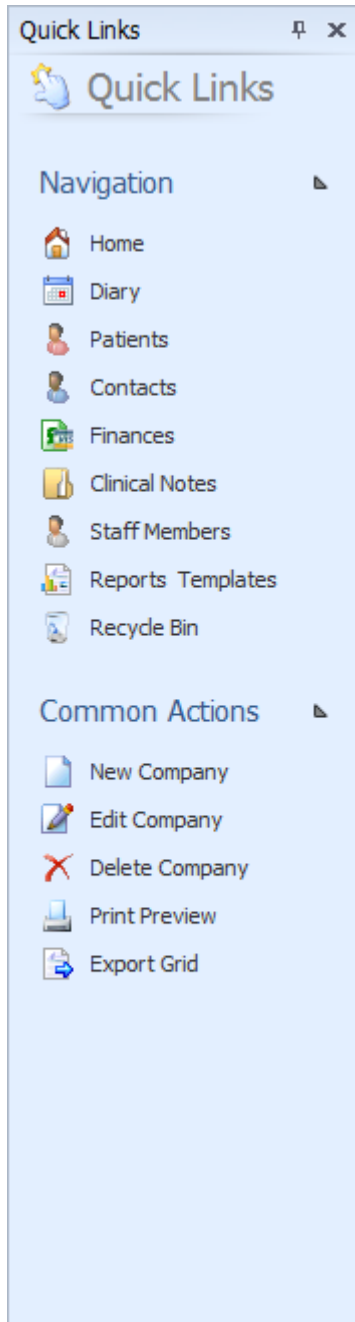 Quick Links
Quick Links
Navigation
Home
Diary
Patients
Contacts
Finances
Clinical Notes
Staff Members
Reports Templates
Recycle Bin
Common Actions
New Company
Edit Company
Delete Company
Print Preview
Export Grid